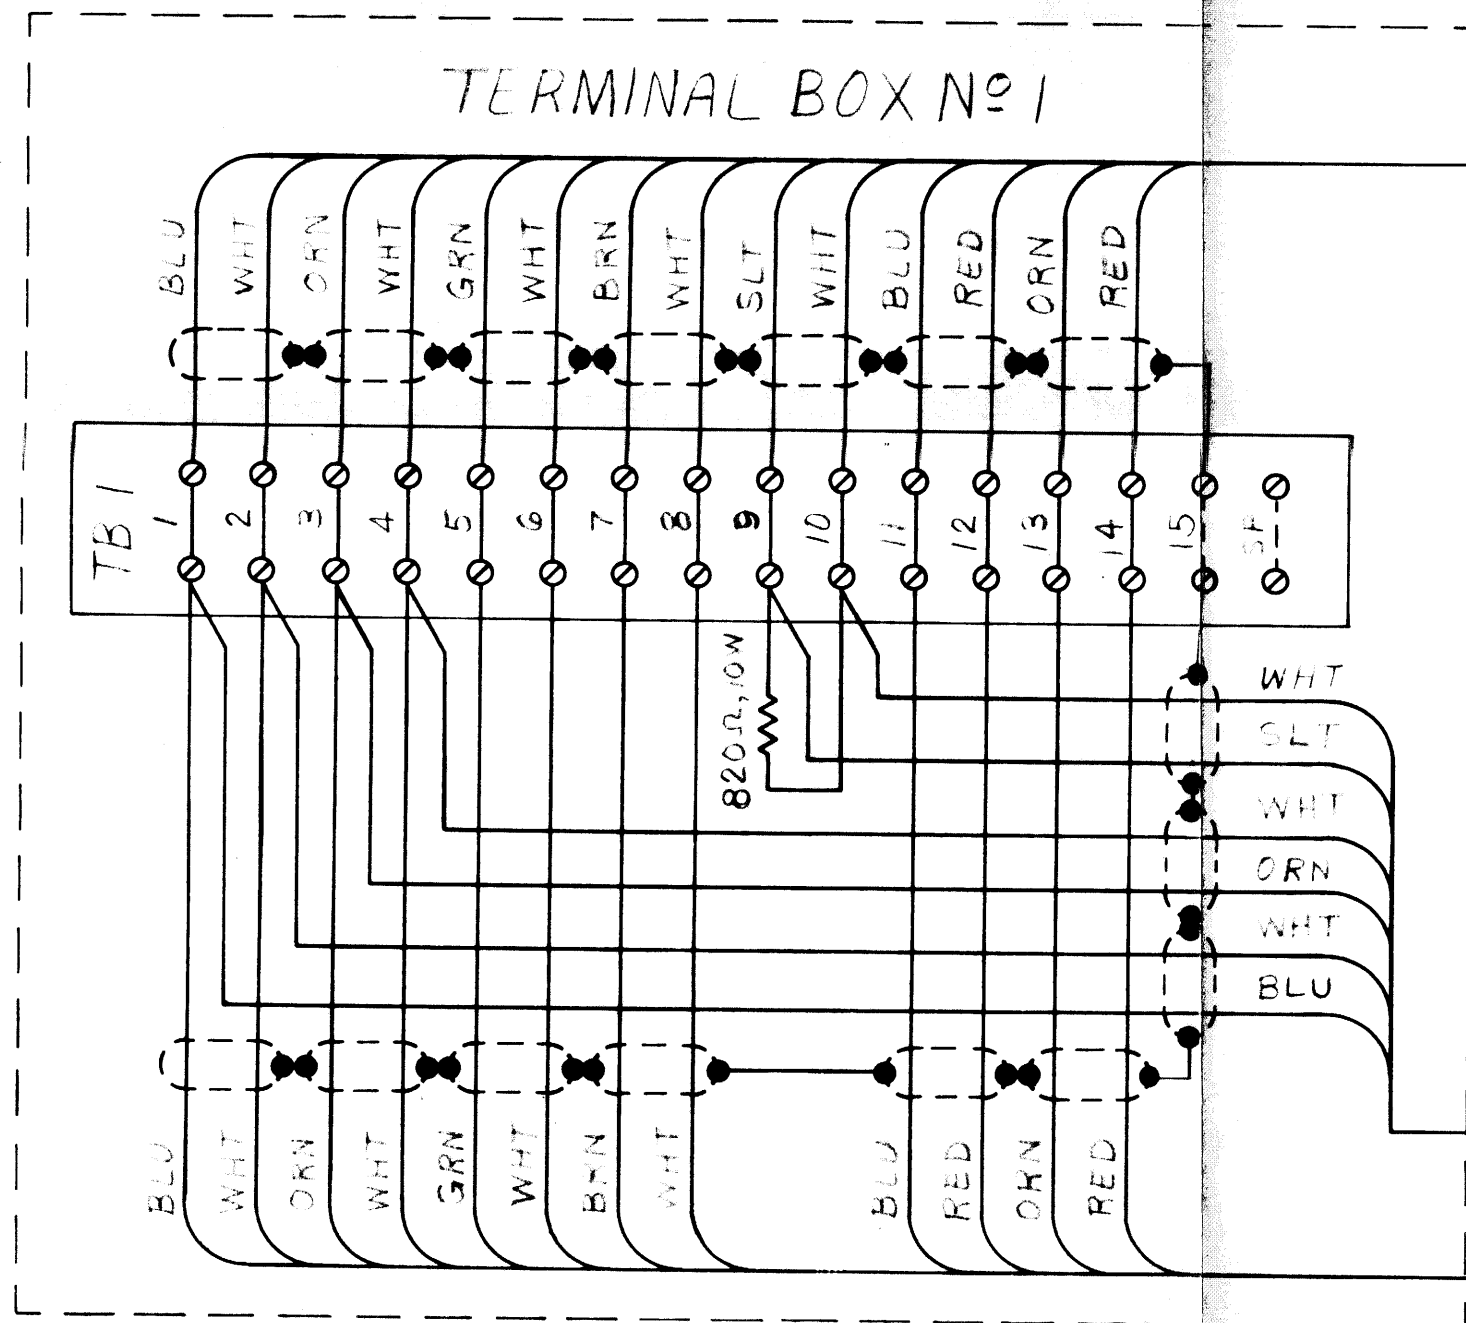 TERMINAL BOX Nº 1
BLU
WHT
ORN
WHT
GRN
WHT
BRN
WHT
SLT
WHT
BLU
RED
ORN
RED
TB 1
1
2
3
4
5
6
7
8
9
10
11
12
13
14
15
SP
820Ω, 10W
WHT
SLT
WHT
ORN
WHT
BLU
BLU
WHT
ORN
WHT
GRN
WHT
BRN
WHT
BLU
RED
ORN
RED